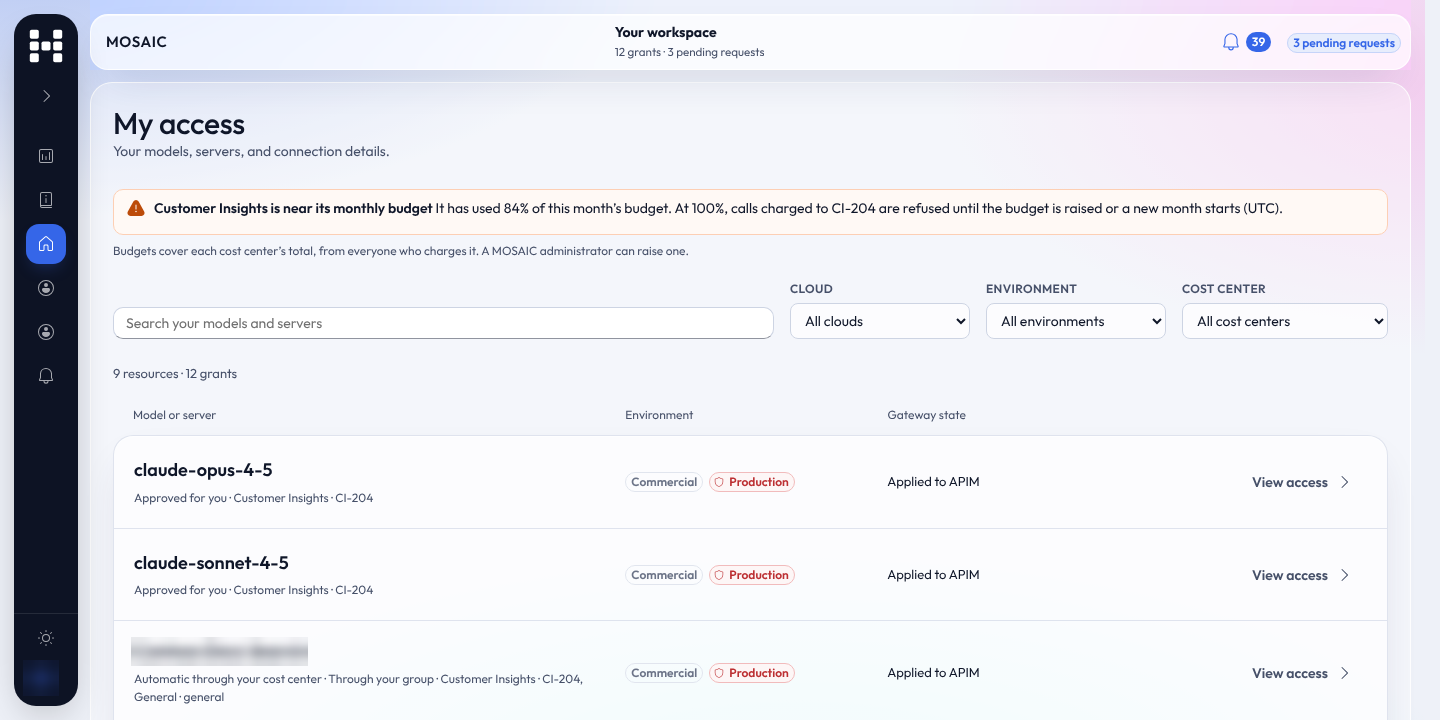 MOSAIC
Your workspace
12 grants · 3 pending requests
39
3 pending requests
My access
Your models, servers, and connection details.
Customer Insights is near its monthly budget It has used 84% of this month's budget. At 100%, calls charged to CI-204 are refused until the budget is raised or a new month starts (UTC).
Budgets cover each cost center's total, from everyone who charges it. A MOSAIC administrator can raise one.
CLOUD
ENVIRONMENT
COST CENTER
Search your models and servers
All clouds
All environments
All cost centers
9 resources · 12 grants
Model or server
Environment
Gateway state
claude-opus-4-5
Approved for you · Customer Insights · CI-204
Commercial
Production
Applied to APIM
View access
claude-sonnet-4-5
Approved for you · Customer Insights · CI-204
Commercial
Production
Applied to APIM
View access
Automatic through your cost center · Through your group · Customer Insights · CI-204,
General · general
Commercial
Production
Applied to APIM
View access